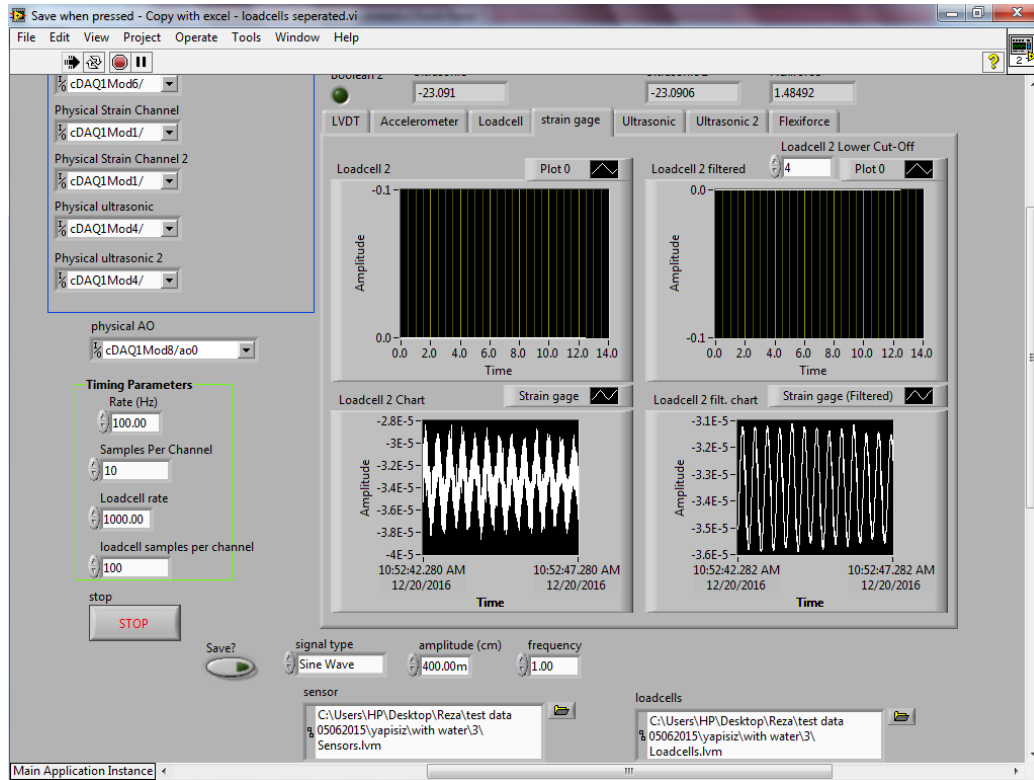 Save when pressed - Copy with excel - loadcells seperated.vi
File Edit View Project Operate Tools Window Help
2
cDAQ1Mod6/
Physical Strain Channel
cDAQ1Mod1/
Physical Strain Channel 2
cDAQ1Mod1/
Physical ultrasonic
cDAQ1Mod4/
Physical ultrasonic 2
cDAQ1Mod4/
physical AO
cDAQ1Mod8/ao0
Timing Parameters
Rate (Hz)
100.00
Samples Per Channel
10
Loadcell rate
1000.00
loadcell samples per channel
100
stop
STOP
Boolean 2
-23.091
-23.0906
1.48492
LVDT Accelerometer Loadcell strain gage Ultrasonic Ultrasonic 2 Flexiforce
Loadcell 2
Plot 0
-0.1
Amplitude
0.0
0.0 2.0 4.0 6.0 8.0 10.0 12.0 14.0
Time
Loadcell 2 Lower Cut-Off
Loadcell 2 filtered
4
Plot 0
0.0
Amplitude
-0.1
0.0 2.0 4.0 6.0 8.0 10.0 12.0 14.0
Time
Loadcell 2 Chart
Strain gage
-2.8E-5
-3E-5
-3.2E-5
-3.4E-5
-3.6E-5
-3.8E-5
-4E-5
Amplitude
10:52:42.280 AM 10:52:47.280 AM
12/20/2016 12/20/2016
Time
Loadcell 2 filt. chart
Strain gage (Filtered)
-3.1E-5
-3.2E-5
-3.3E-5
-3.4E-5
-3.5E-5
-3.6E-5
Amplitude
10:52:42.282 AM 10:52:47.282 AM
12/20/2016 12/20/2016
Time
Save?
signal type
Sine Wave
amplitude (cm)
400.00m
frequency
1.00
sensor
C:\Users\HP\Desktop\Reza\test data
05062015\yapisiz\with water\3\
Sensors.lvm
loadcells
C:\Users\HP\Desktop\Reza\test data
05062015\yapisiz\with water\3\
Loadcells.lvm
Main Application Instance